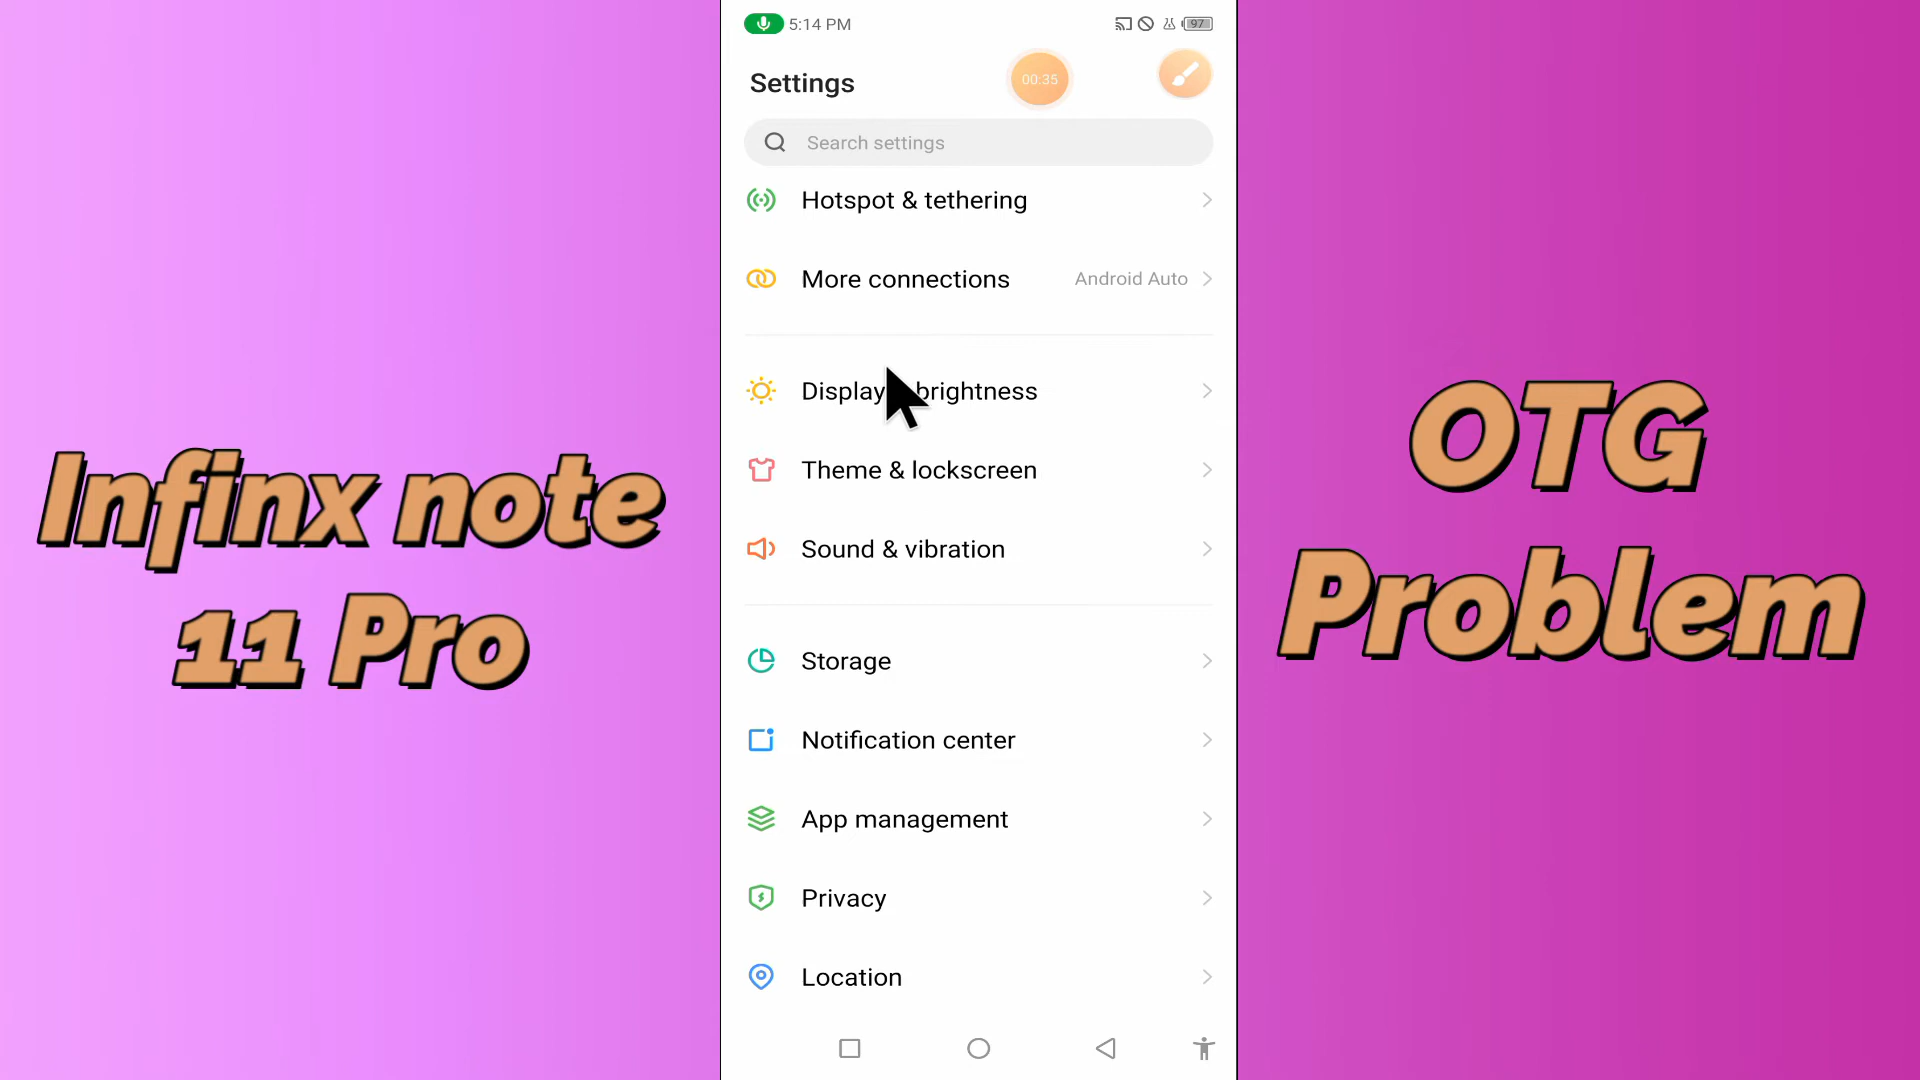 5:14 PM
97
Settings
00:35
Search settings
Hotspot & tethering
More connections
Android Auto
Display brightness
Theme & lockscreen
Sound & vibration
Storage
Notification center
App management
Privacy
Location
Infinx note
11 Pro
OTG
Problem